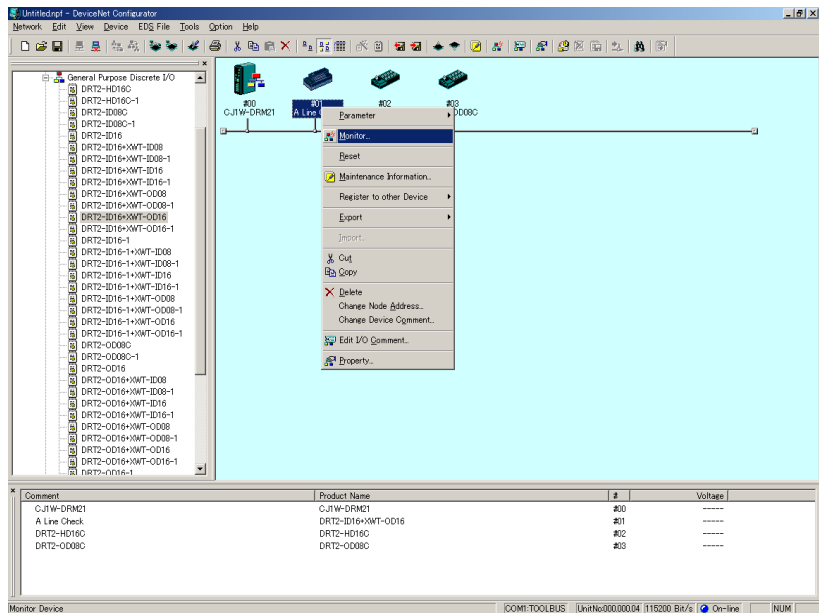 Untitled.npf - DeviceNet Configurator
Network Edit View Device EDS File Tools Option Help
General Purpose Discrete I/O
DRT2-HD16C
DRT2-HD16C-1
DRT2-ID08C
DRT2-ID08C-1
DRT2-ID16
DRT2-ID16+XWT-ID08
DRT2-ID16+XWT-ID08-1
DRT2-ID16+XWT-ID16
DRT2-ID16+XWT-ID16-1
DRT2-ID16+XWT-OD08
DRT2-ID16+XWT-OD08-1
DRT2-ID16+XWT-OD16
DRT2-ID16+XWT-OD16-1
DRT2-ID16-1
DRT2-ID16-1+XWT-ID08
DRT2-ID16-1+XWT-ID08-1
DRT2-ID16-1+XWT-ID16
DRT2-ID16-1+XWT-ID16-1
DRT2-ID16-1+XWT-OD08
DRT2-ID16-1+XWT-OD08-1
DRT2-ID16-1+XWT-OD16
DRT2-ID16-1+XWT-OD16-1
DRT2-OD08C
DRT2-OD08C-1
DRT2-OD16
DRT2-OD16+XWT-ID08
DRT2-OD16+XWT-ID08-1
DRT2-OD16+XWT-ID16
DRT2-OD16+XWT-ID16-1
DRT2-OD16+XWT-OD08
DRT2-OD16+XWT-OD08-1
DRT2-OD16+XWT-OD16
DRT2-OD16+XWT-OD16-1
DRT2-OD16-1
#00 #01 #02 #03
CJ1W-DRM21 A Line OD08C
Parameter
Monitor...
Reset
Maintenance Information...
Register to other Device
Export
Import...
Cut
Copy
Delete
Change Node Address...
Change Device Comment...
Edit I/O Comment...
Property...
Comment Product Name # Voltage
CJ1W-DRM21 CJ1W-DRM21 #00 -----
A Line Check DRT2-ID16+XWT-OD16 #01 -----
DRT2-HD16C DRT2-HD16C #02 -----
DRT2-OD08C DRT2-OD08C #03 -----
Monitor Device COM1:TOOLBUS UnitNo:000.000.04 115200 Bit/s On-line NUM